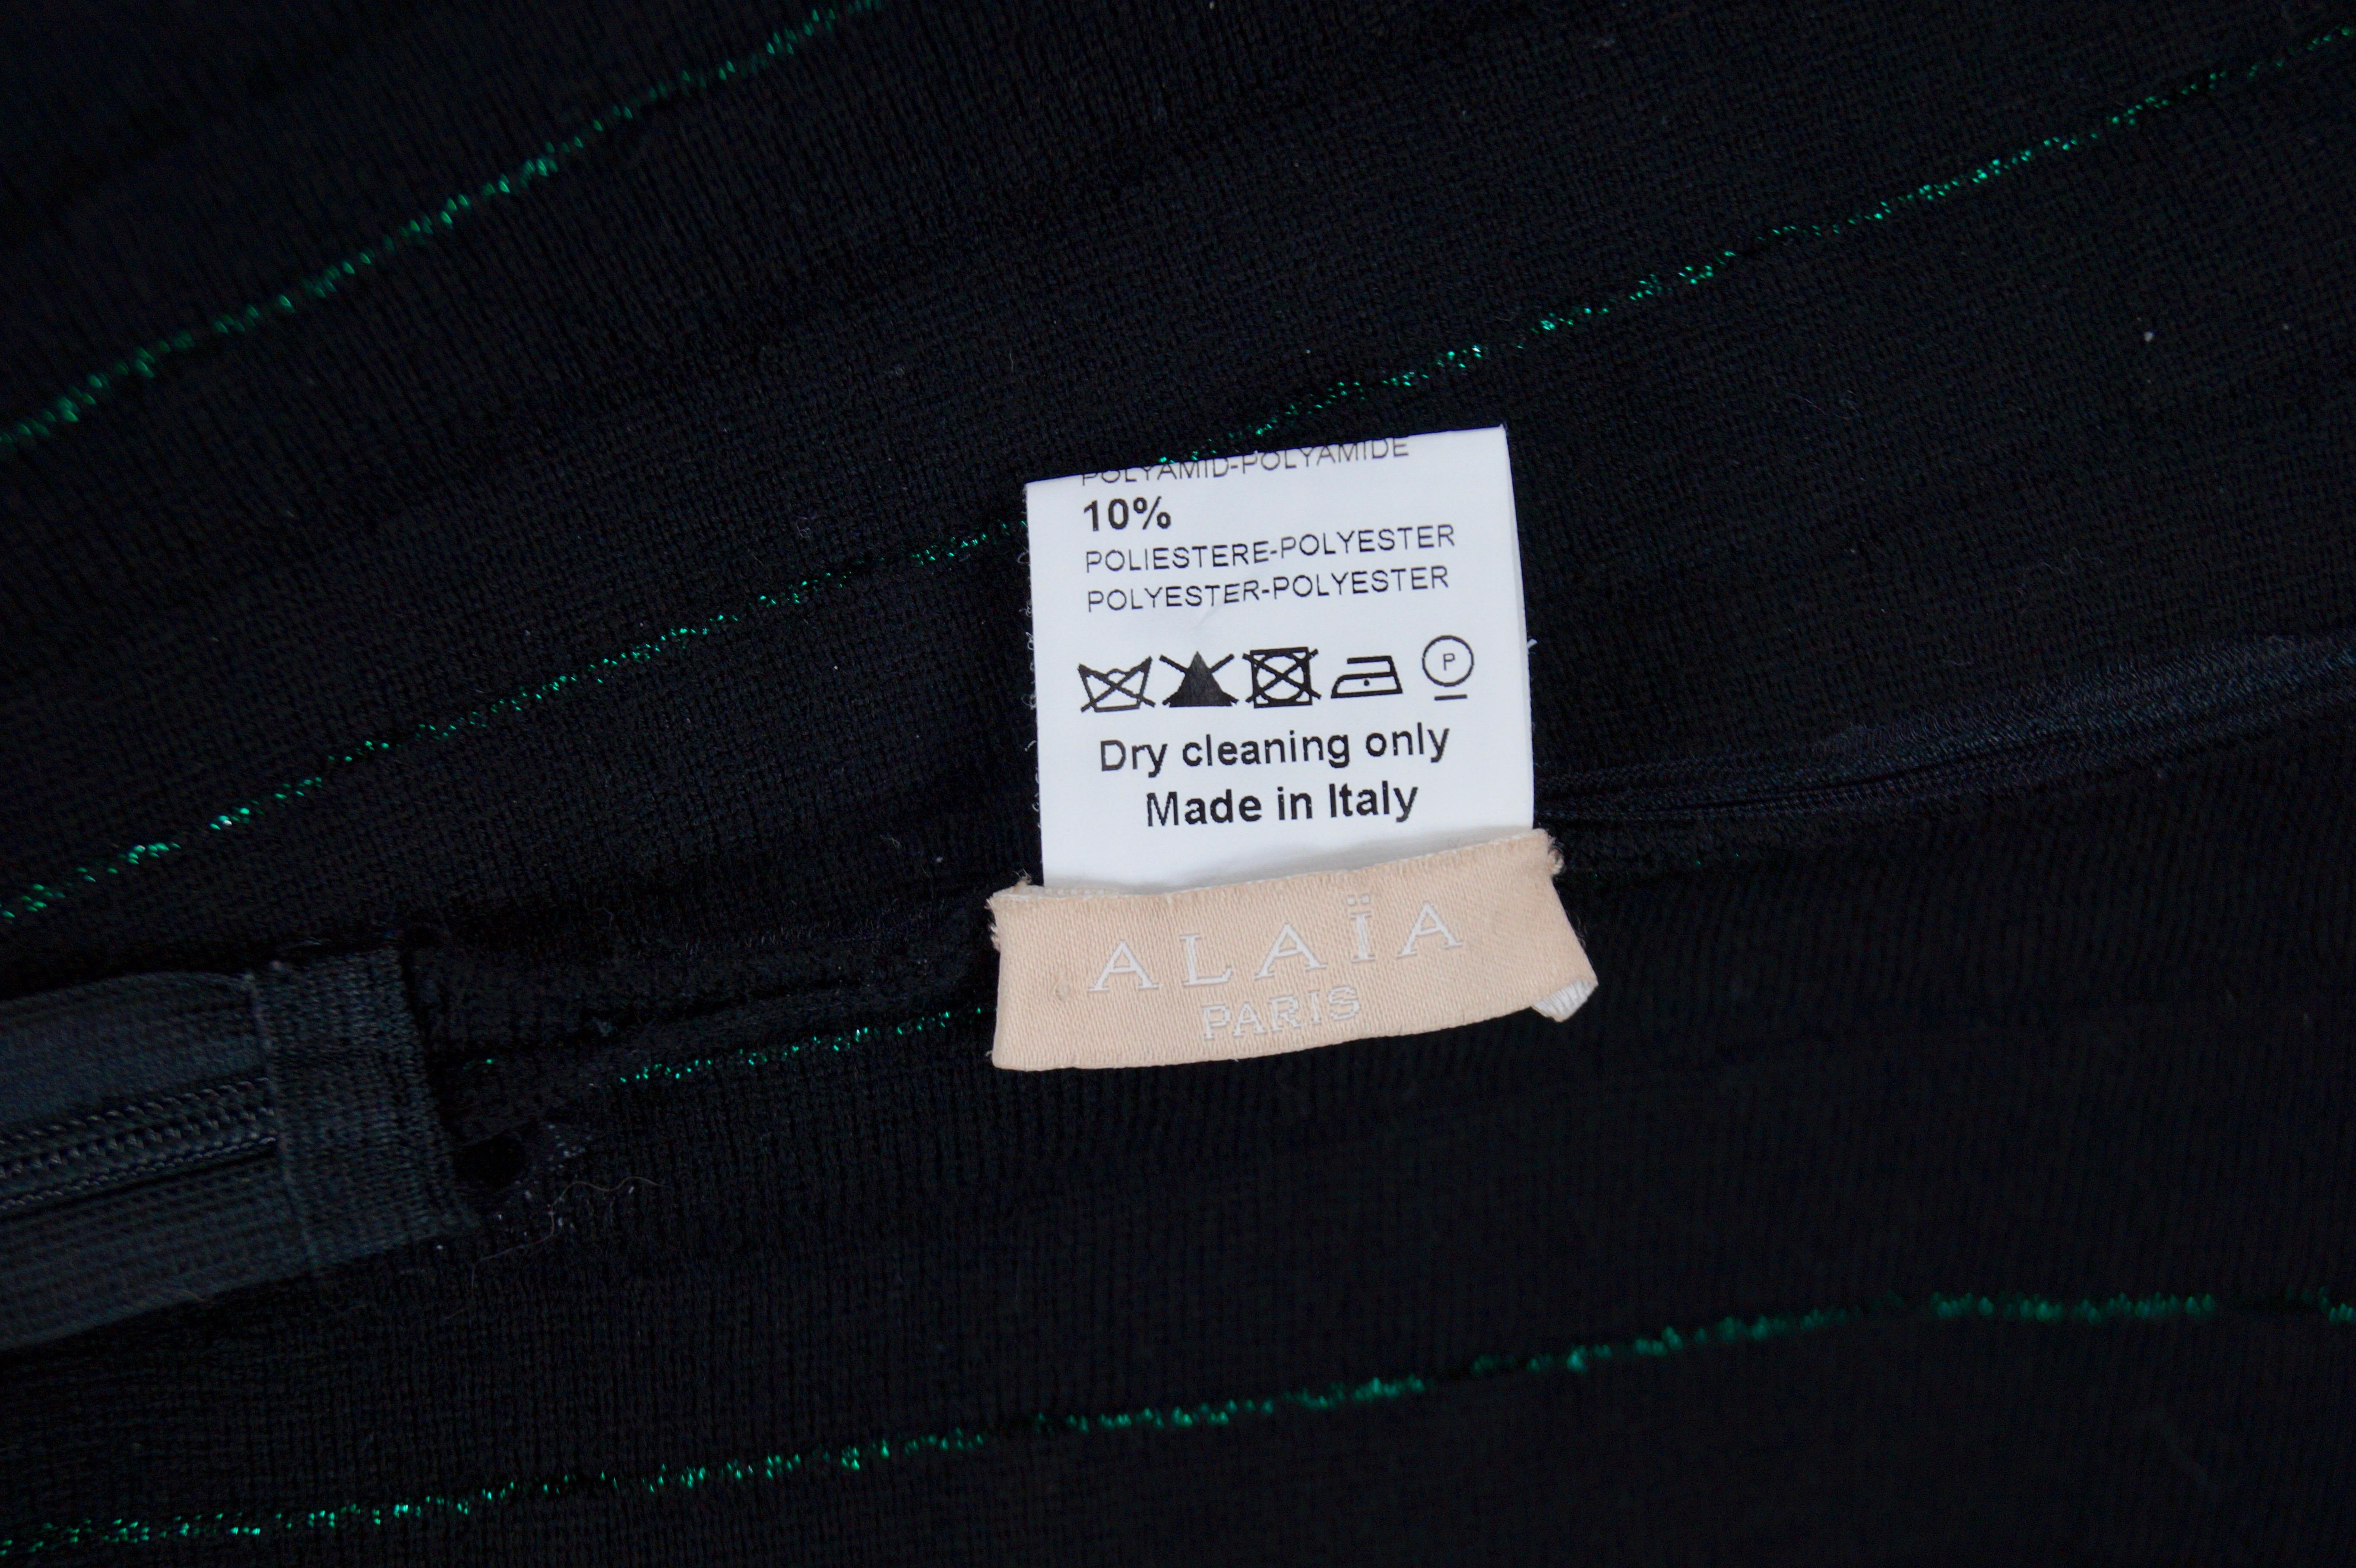 POLYAMID-POLYAMIDE
10%
POLIESTERE-POLYESTER
POLYESTER-POLYESTER
P
Dry cleaning only
Made in Italy
ALAÏA
PARIS